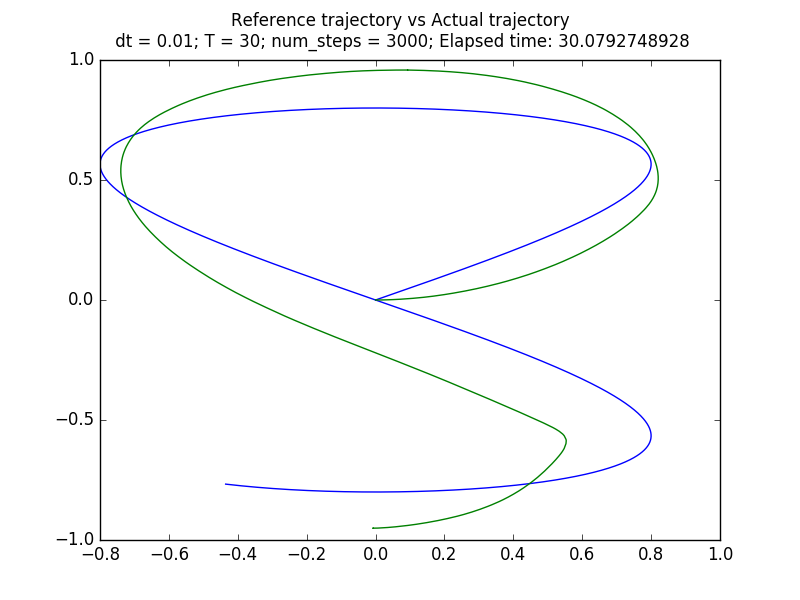 Reference trajectory vs Actual trajectory
dt = 0.01; T = 30; num_steps = 3000; Elapsed time: 30.0792748928
1.0
0.5
0.0
−0.5
−1.0
−0.8 −0.6 −0.4 −0.2 0.0 0.2 0.4 0.6 0.8 1.0